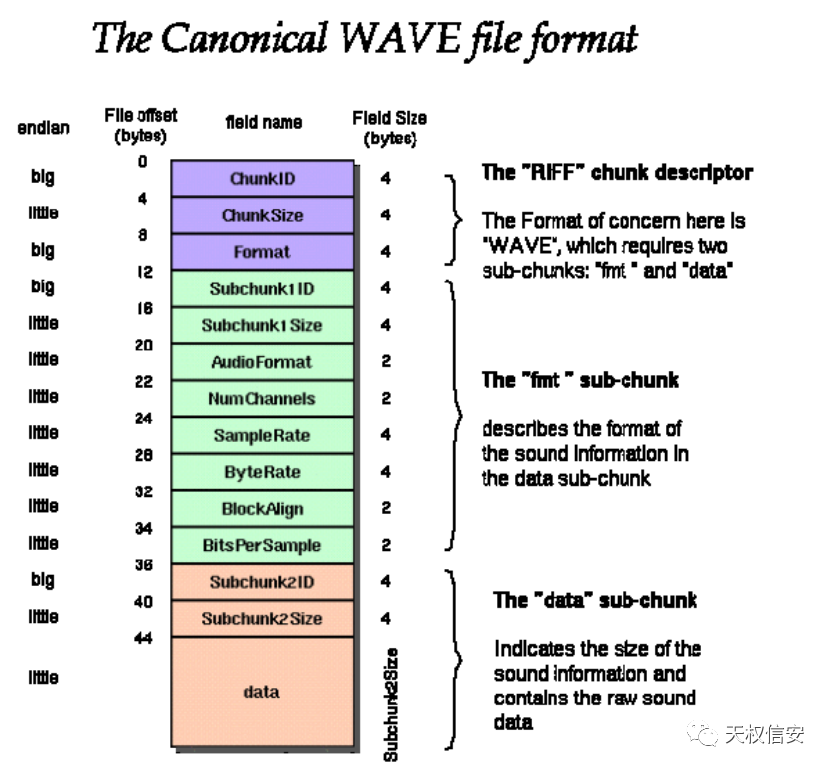 The Canonical WAVE file format
endian File offset (bytes) field name Field Size (bytes)
0
big ChunkID 4
4
little ChunkSize 4
8
big Format 4
12
big Subchunk1ID 4
16
little Subchunk1Size 4
20
little AudioFormat 2
22
little NumChannels 2
24
little SampleRate 4
28
little ByteRate 4
32
little BlockAlign 2
34
little BitsPerSample 2
36
big Subchunk2ID 4
40
little Subchunk2Size 4
44
little data Subchunk2Size
The "RIFF" chunk descriptor
The Format of concern here is
"WAVE", which requires two
sub-chunks: "fmt " and "data"
The "fmt " sub-chunk
describes the format of
the sound information in
the data sub-chunk
The "data" sub-chunk
Indicates the size of the
sound information and
contains the raw sound
data
天权信安